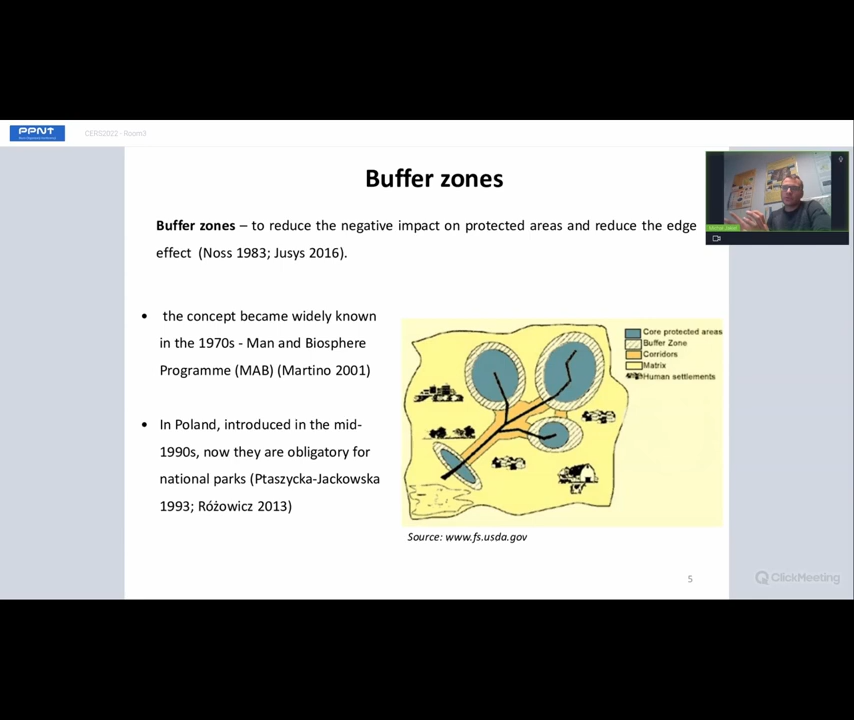 PPNT
CERS2022 - Room3
Buffer zones
Buffer zones – to reduce the negative impact on protected areas and reduce the edge
effect (Noss 1983; Jusys 2016).
• the concept became widely known
in the 1970s - Man and Biosphere
Programme (MAB) (Martino 2001)
• In Poland, introduced in the mid-
1990s, now they are obligatory for
national parks (Ptaszycka-Jackowska
1993; Różowicz 2013)
Core protected areas
Buffer Zone
Corridors
Matrix
Human settlements
Source: www.fs.usda.gov
5
ClickMeeting